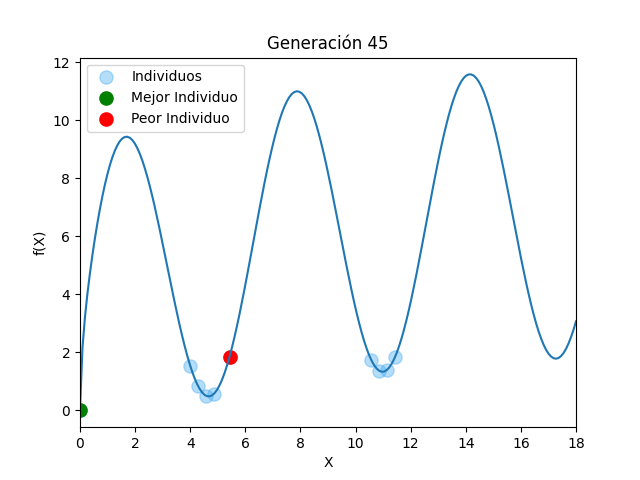 Generación 45
Individuos
Mejor Individuo
Peor Individuo
f(X)
12
10
8
6
4
2
0
0 2 4 6 8 10 12 14 16 18
X